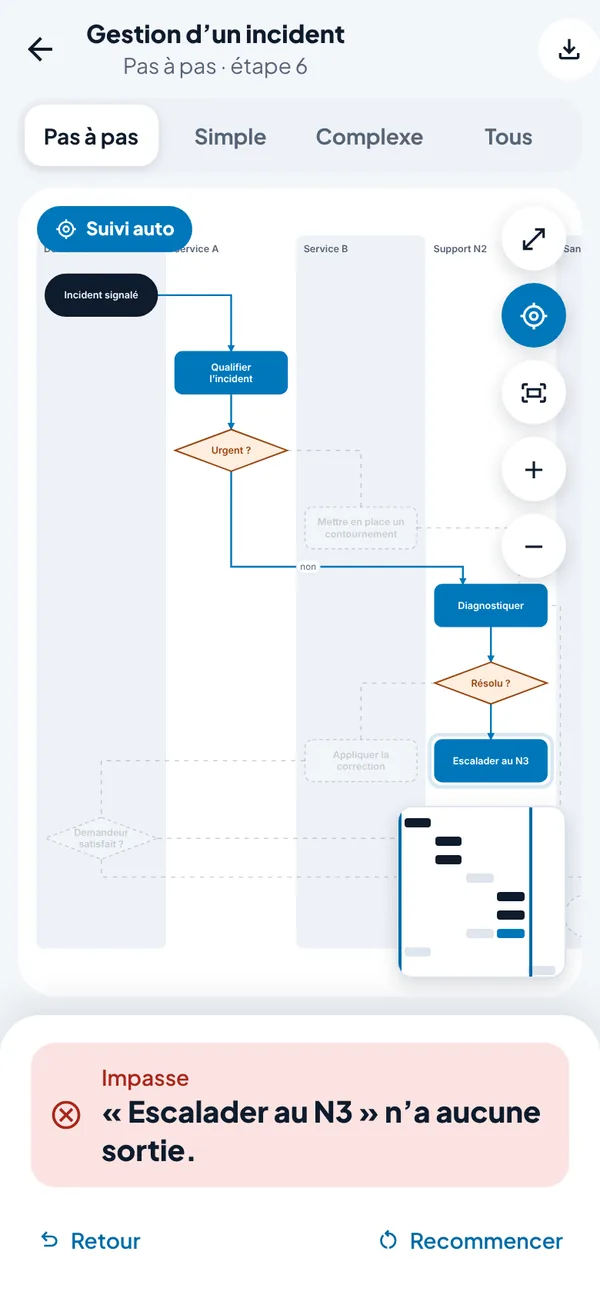 Gestion d’un incident
Pas à pas · étape 6
Pas à pas
Simple
Complexe
Tous
Suivi auto
Service A
Service B
Support N2
Incident signalé
Qualifier
l’incident
Urgent ?
Mettre en place un
contournement
non
Diagnostiquer
Résolu ?
Appliquer la
correction
Escalader au N3
Demandeur
satisfait ?
Impasse
« Escalader au N3 » n’a aucune
sortie.
Retour
Recommencer